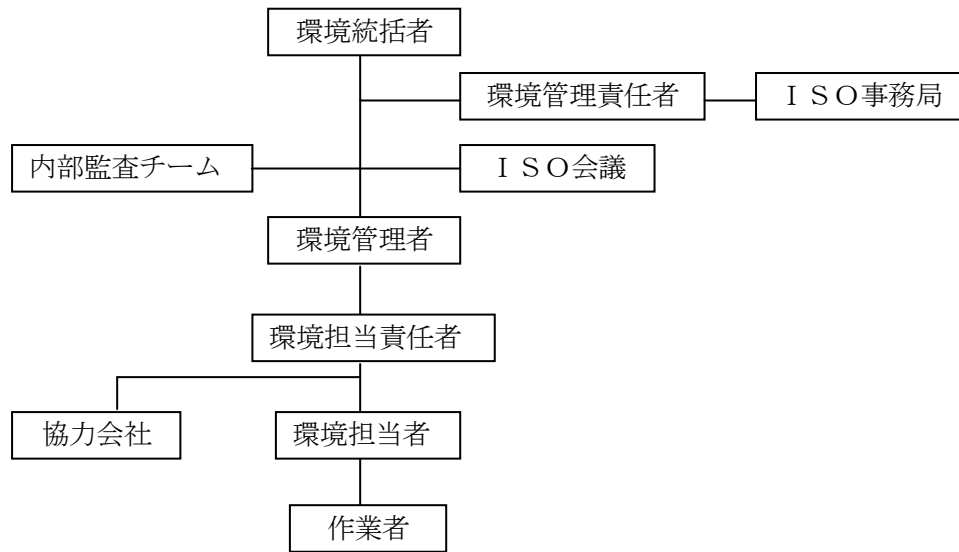 環境統括者
環境管理責任者
ＩＳＯ事務局
内部監査チーム
ＩＳＯ会議
環境管理者
環境担当責任者
協力会社
環境担当者
作業者